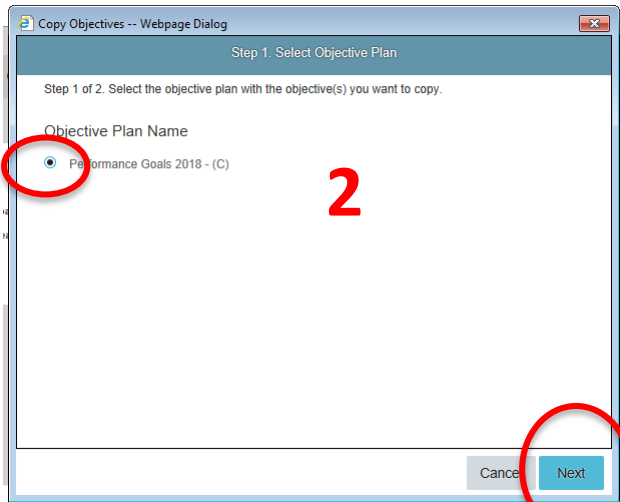 Copy Objectives -- Webpage Dialog
Step 1. Select Objective Plan
Step 1 of 2. Select the objective plan with the objective(s) you want to copy.
Objective Plan Name
Performance Goals 2018 - (C)
2
Cancel
Next